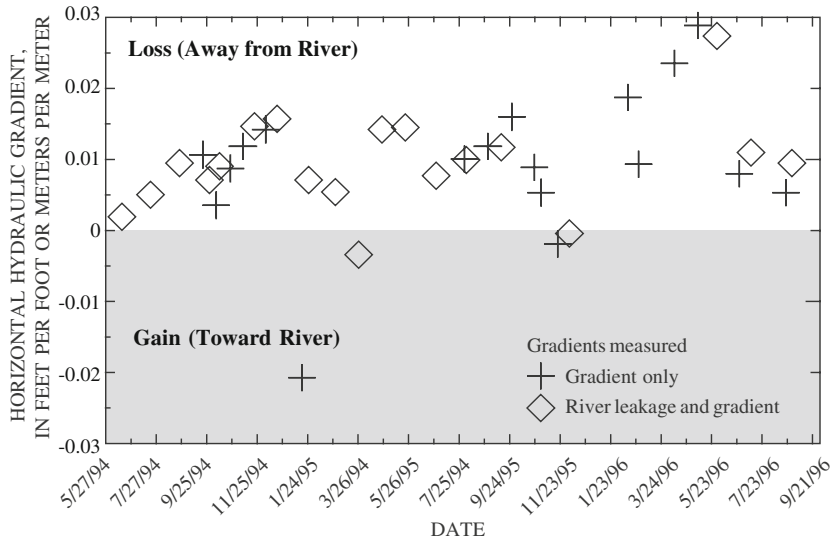 HORIZONTAL HYDRAULIC GRADIENT,
IN FEET PER FOOT OR METERS PER METER
0.03
0.02
0.01
0
-0.01
-0.02
-0.03
Loss (Away from River)
Gain (Toward River)
Gradients measured
Gradient only
River leakage and gradient
5/27/94
7/27/94
9/25/94
11/25/94
1/24/95
3/26/94
5/26/95
7/25/94
9/24/95
11/23/95
1/23/96
3/24/96
5/23/96
7/23/96
9/21/96
DATE